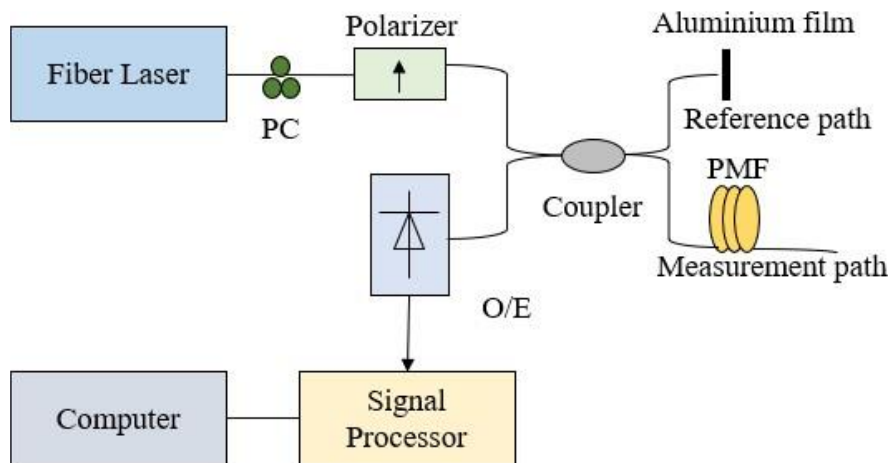 Polarizer
Aluminium film
Fiber Laser
PC
Reference path
PMF
Coupler
Measurement path
O/E
Computer
Signal
Processor